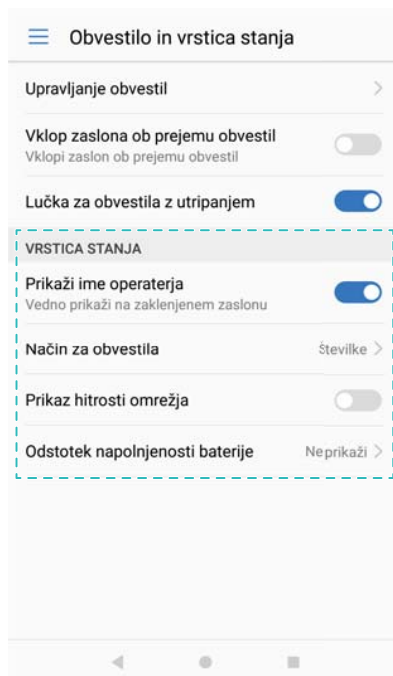 Obvestilo in vrstica stanja
Upravljanje obvestil
Vklop zaslona ob prejemu obvestil
Vklopi zaslon ob prejemu obvestil
Lučka za obvestila z utripanjem
VRSTICA STANJA
Prikaži ime operaterja
Vedno prikaži na zaklenjenem zaslonu
Način za obvestila Številke
Prikaz hitrosti omrežja
Odstotek napolnjenosti baterije Ne prikaži